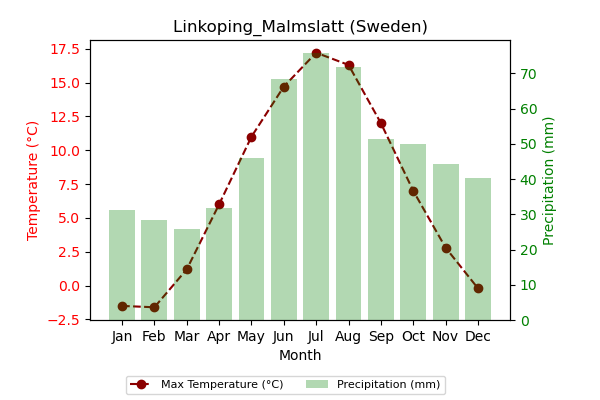 Linkoping_Malmslatt (Sweden)
17.5
15.0
12.5
10.0
7.5
5.0
2.5
0.0
−2.5
Temperature (°C)
70
60
50
40
30
20
10
0
Precipitation (mm)
Jan Feb Mar Apr May Jun Jul Aug Sep Oct Nov Dec
Month
Max Temperature (°C) Precipitation (mm)